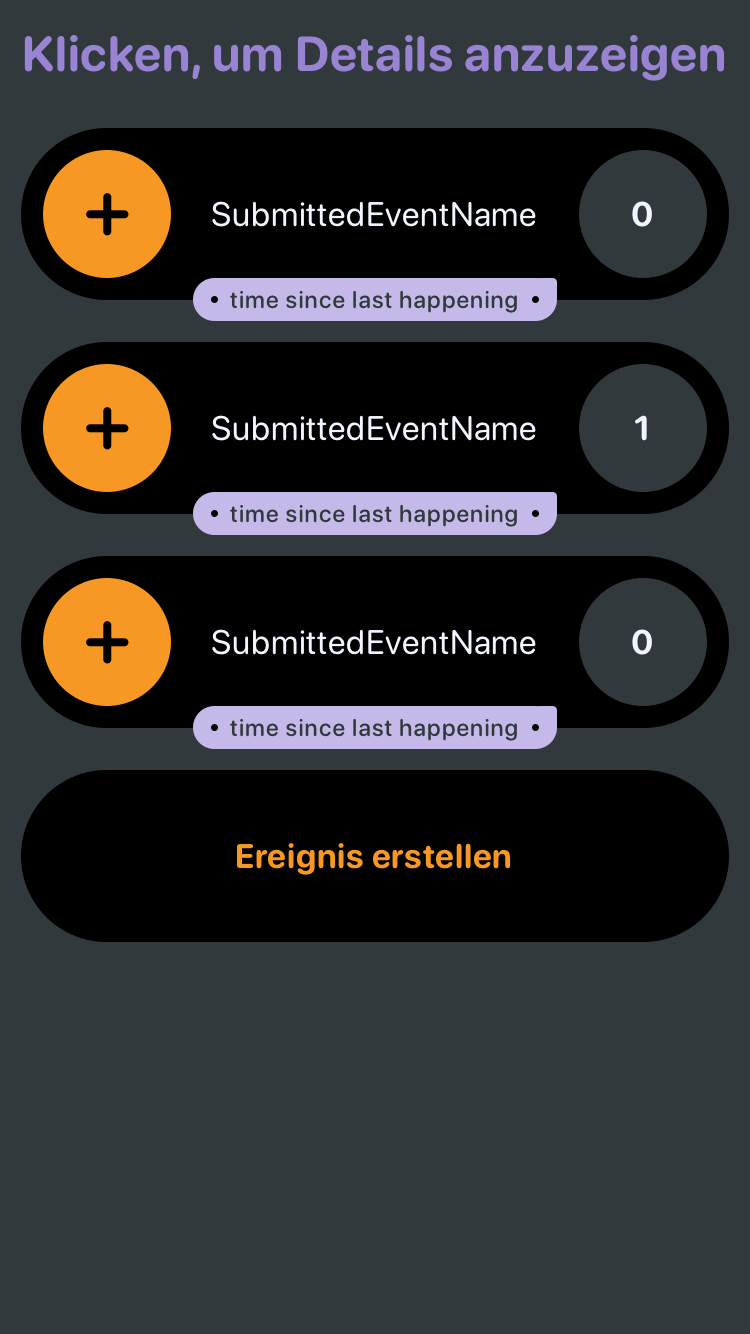 Klicken, um Details anzuzeigen
SubmittedEventName
0
• time since last happening •
SubmittedEventName
1
• time since last happening •
SubmittedEventName
0
• time since last happening •
Ereignis erstellen